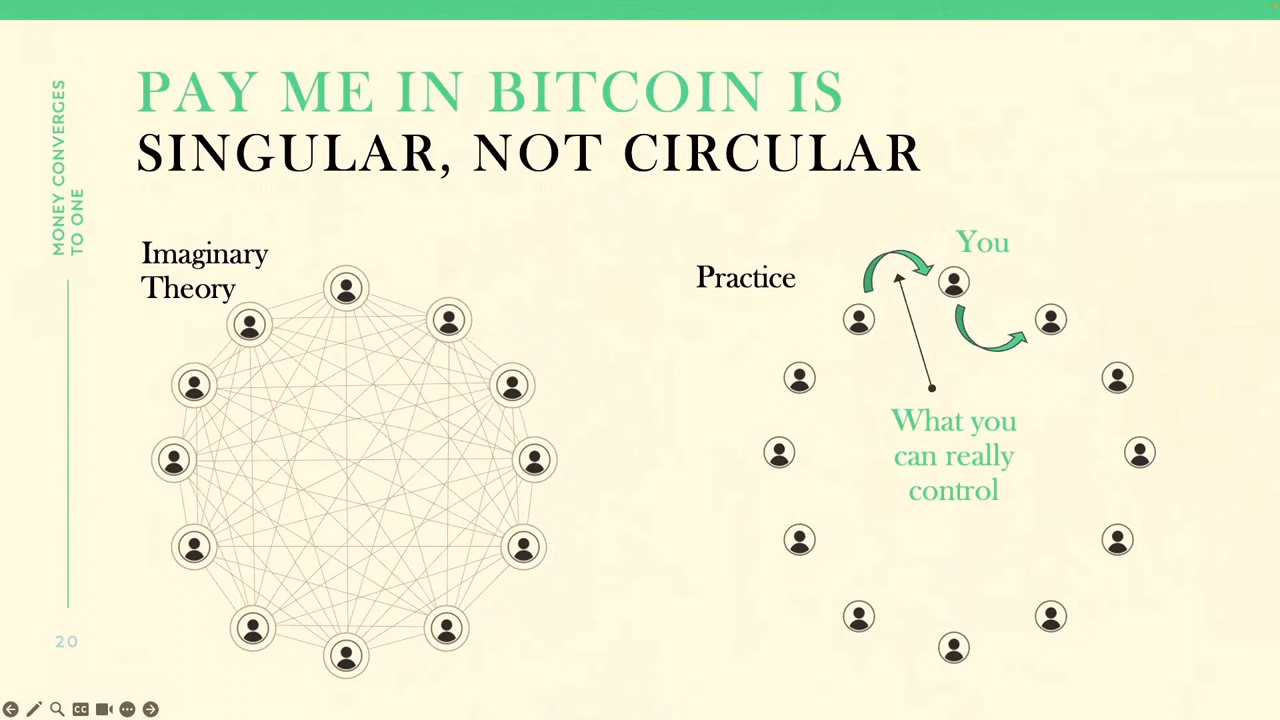 PAY ME IN BITCOIN IS
SINGULAR, NOT CIRCULAR
MONEY CONVERGES
TO ONE
20
Imaginary
Theory
Practice
You
What you
can really
control
CC